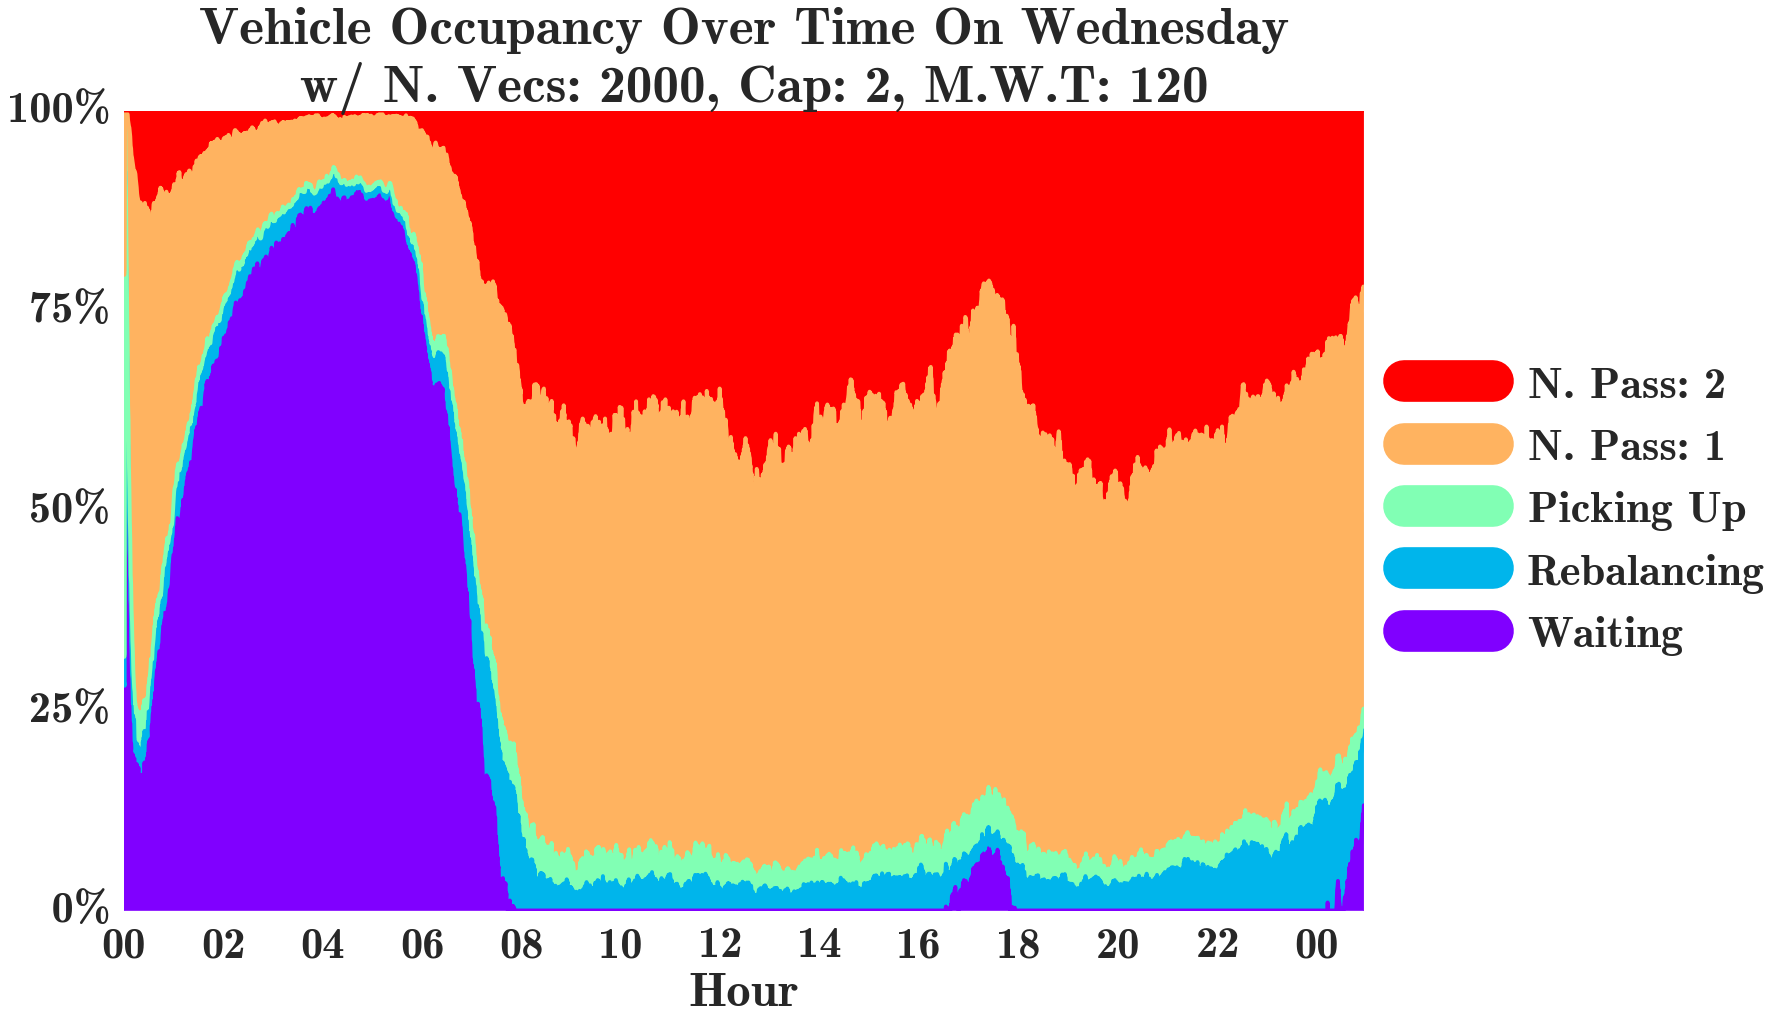 Vehicle Occupancy Over Time On Wednesday
w/ N. Vecs: 2000, Cap: 2, M.W.T: 120
100%
75%
50%
25%
0%
00 02 04 06 08 10 12 14 16 18 20 22 00
Hour
N. Pass: 2
N. Pass: 1
Picking Up
Rebalancing
Waiting